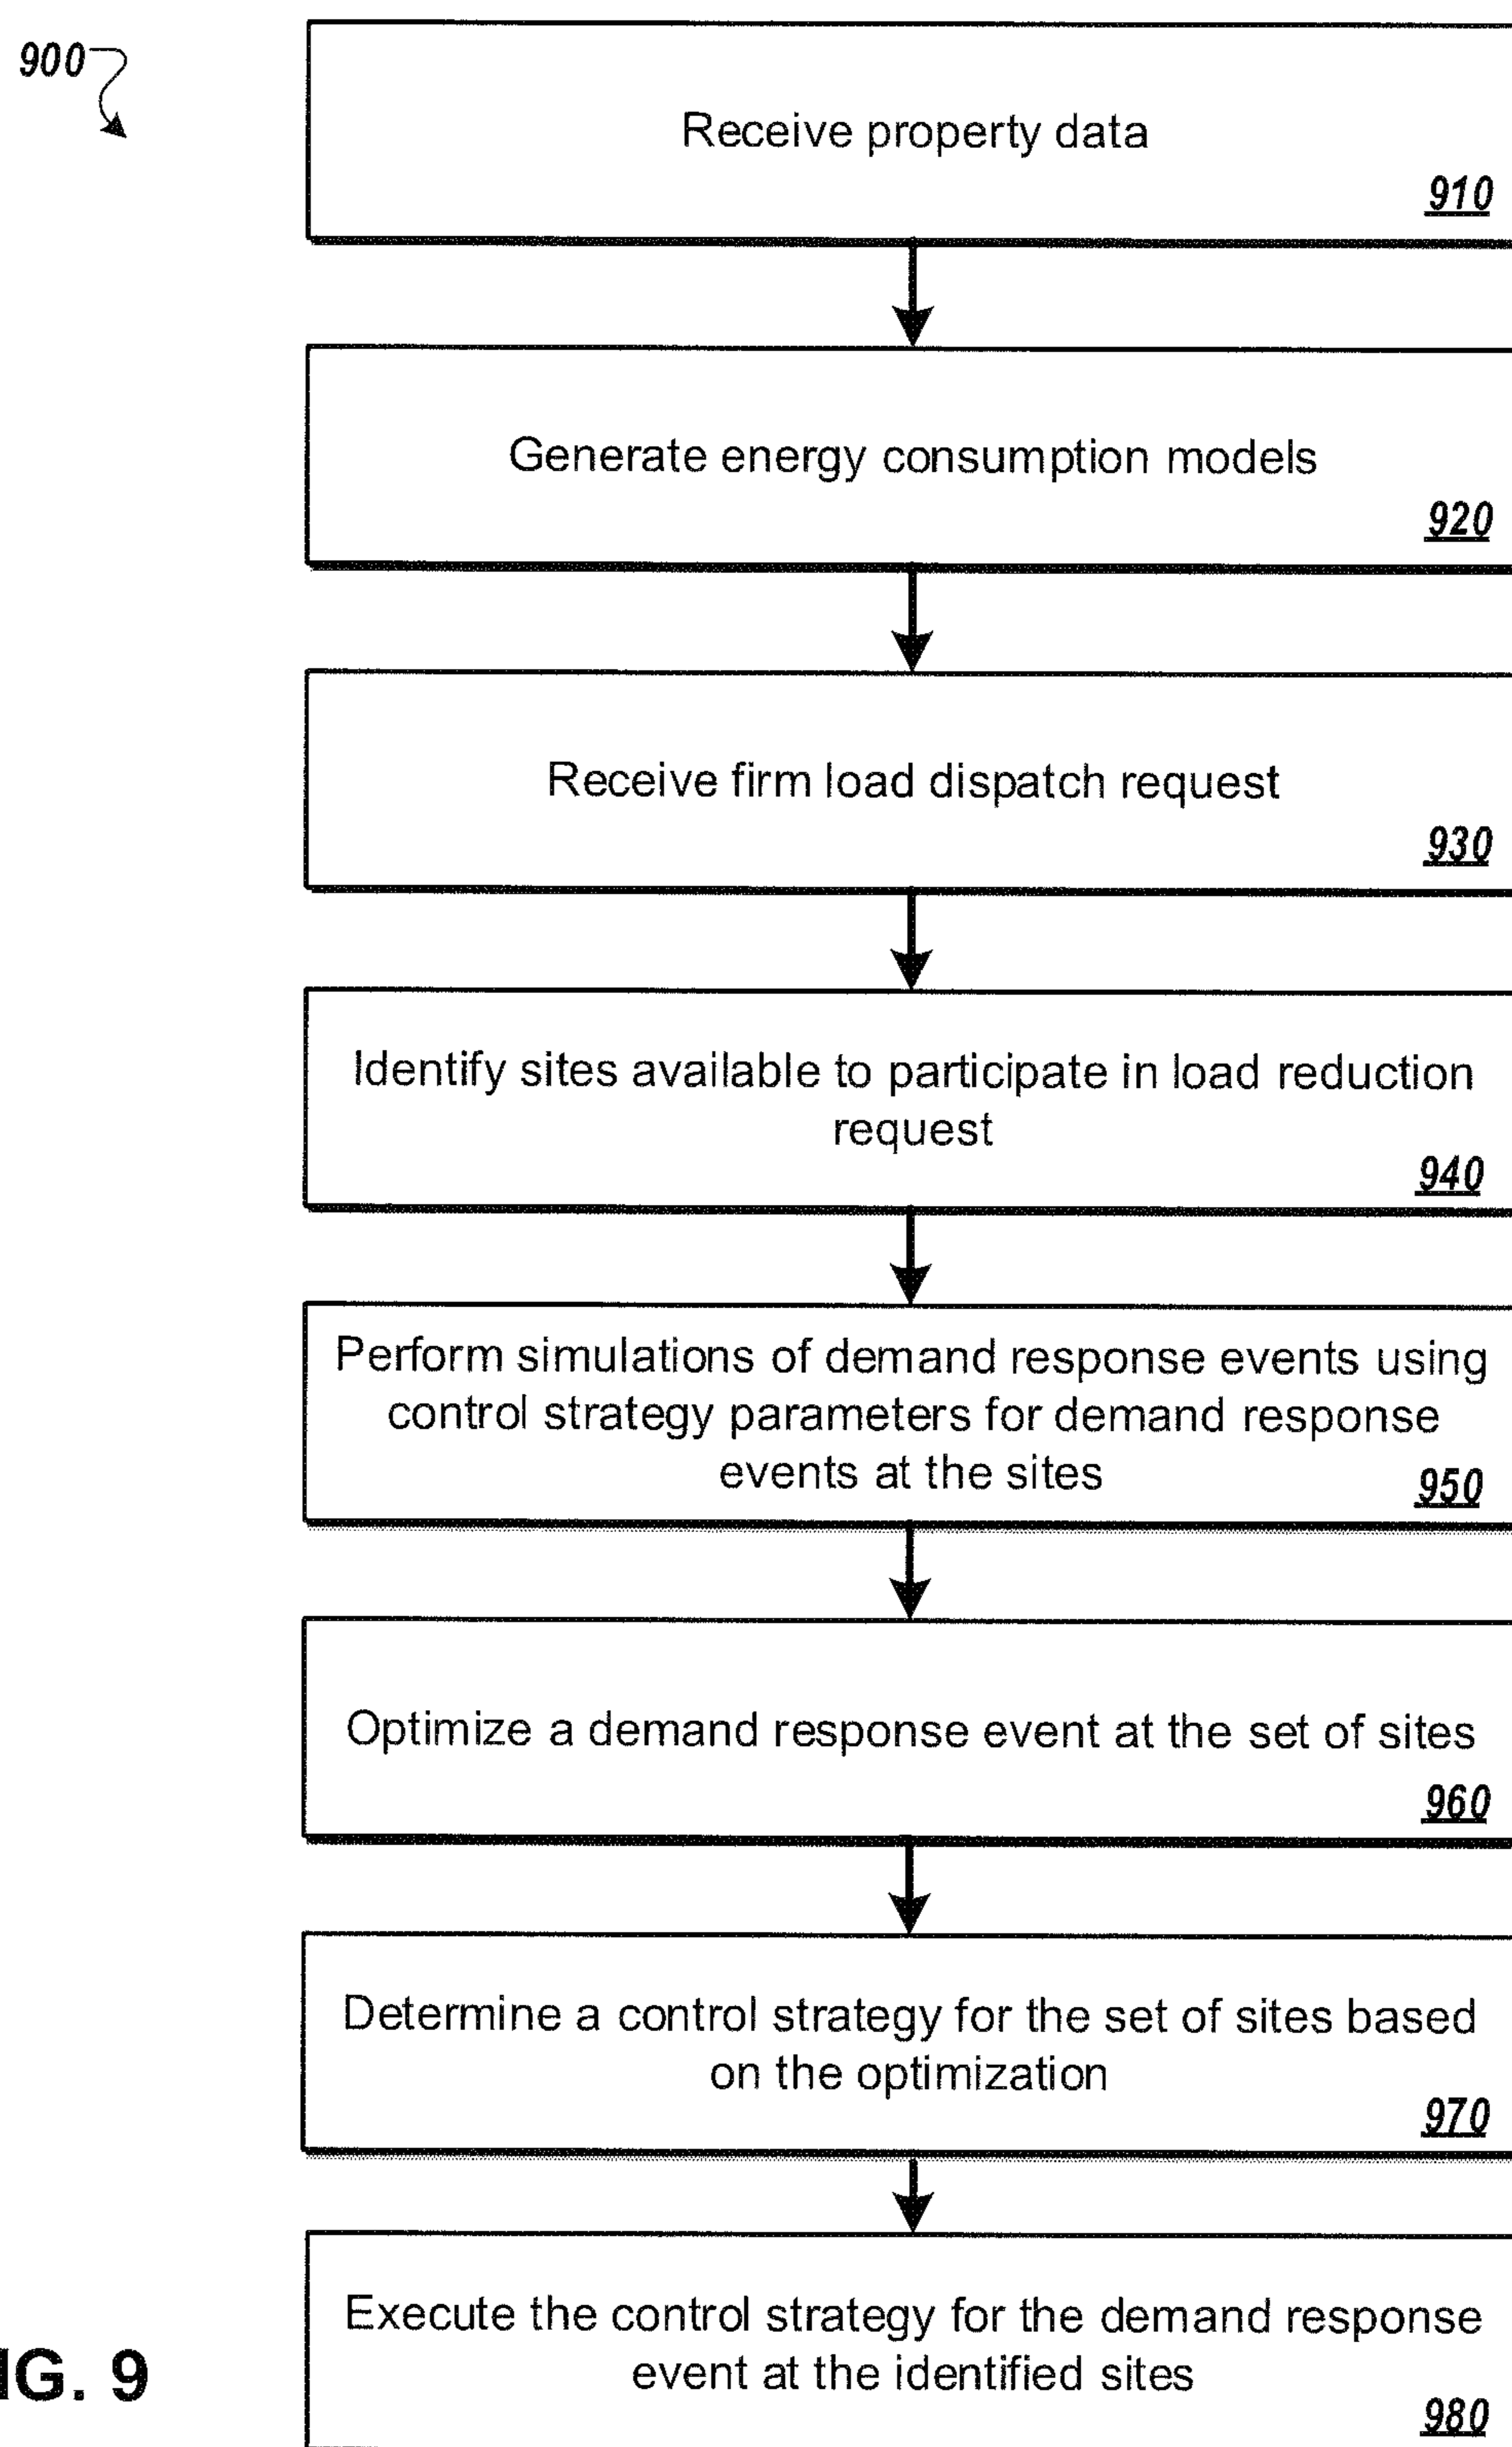 900
Receive property data
910
Generate energy consumption models
920
Receive firm load dispatch request
930
Identify sites available to participate in load reduction
request
940
Perform simulations of demand response events using
control strategy parameters for demand response
events at the sites
950
Optimize a demand response event at the set of sites
960
Determine a control strategy for the set of sites based
on the optimization
970
Execute the control strategy for the demand response
event at the identified sites
980
IG. 9